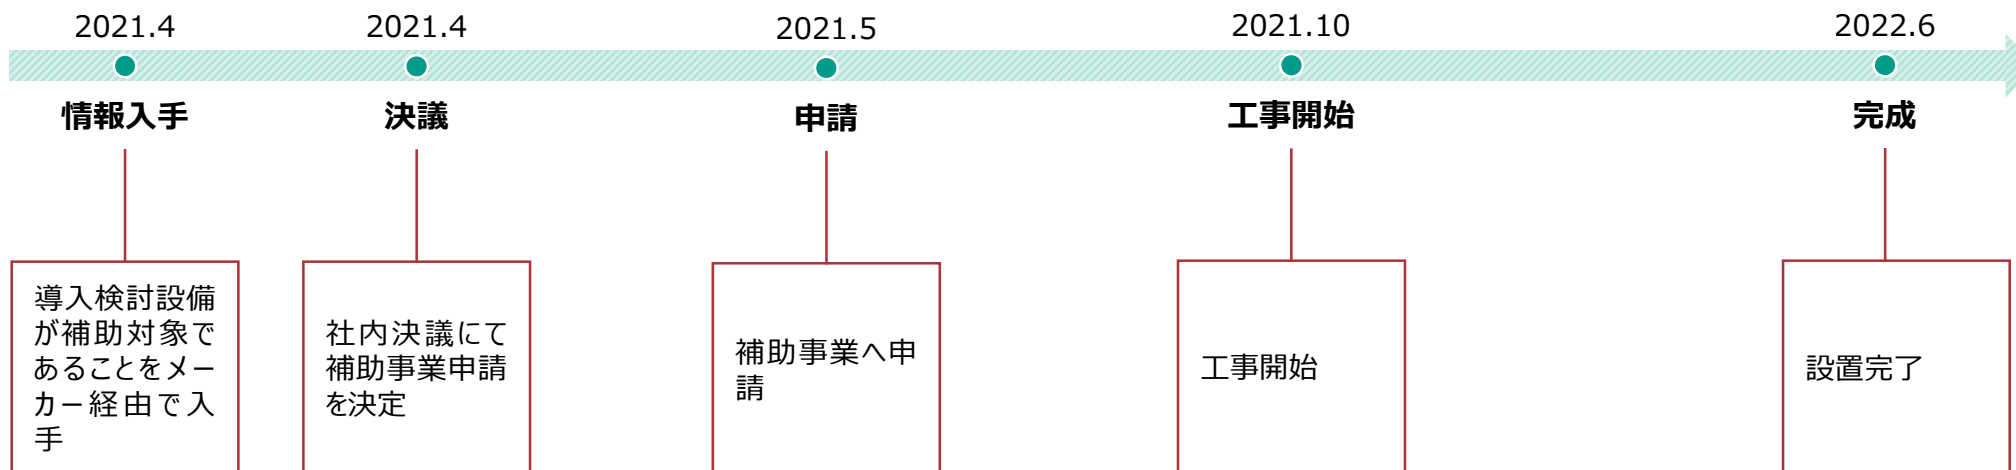 2021.4
2021.4
2021.5
2021.10
2022.6
情報入手
決議
申請
工事開始
完成
導入検討設備
が補助対象で
あることをメー
カー経由で入
手
社内決議にて
補助事業申請
を決定
補助事業へ申
請
工事開始
設置完了